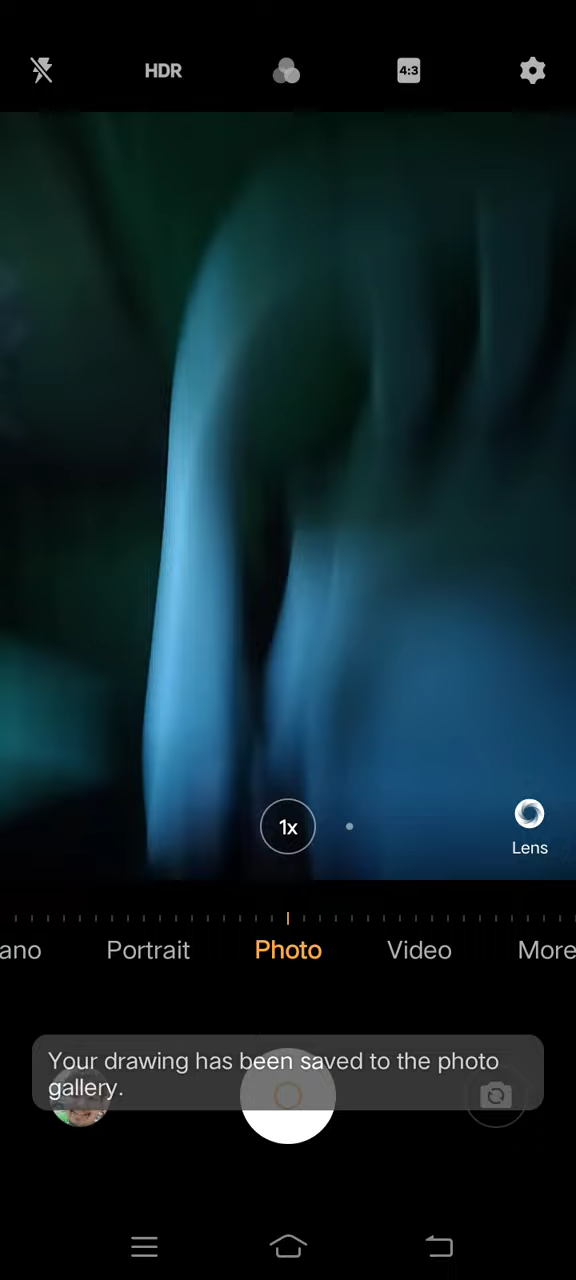 HDR
4:3
1x
Lens
ano Portrait Photo Video More
Your drawing has been saved to the photo
gallery.